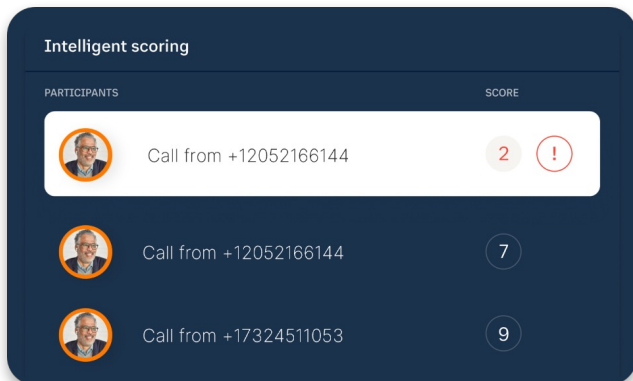 Intelligent scoring
PARTICIPANTS SCORE
Call from +12052166144 2 !
Call from +12052166144 7
Call from +17324511053 9